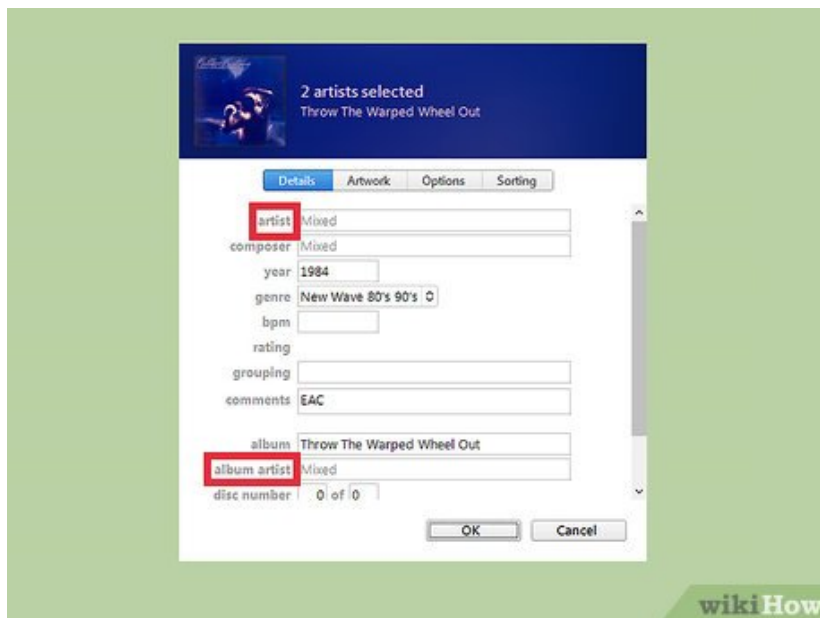 2 artists selected
Throw The Warped Wheel Out
Details Artwork Options Sorting
artist Mixed
composer Mixed
year 1984
genre New Wave 80's 90's
bpm
rating
grouping
comments EAC
album Throw The Warped Wheel Out
album artist Mixed
disc number 0 of 0
OK Cancel
wikiHow